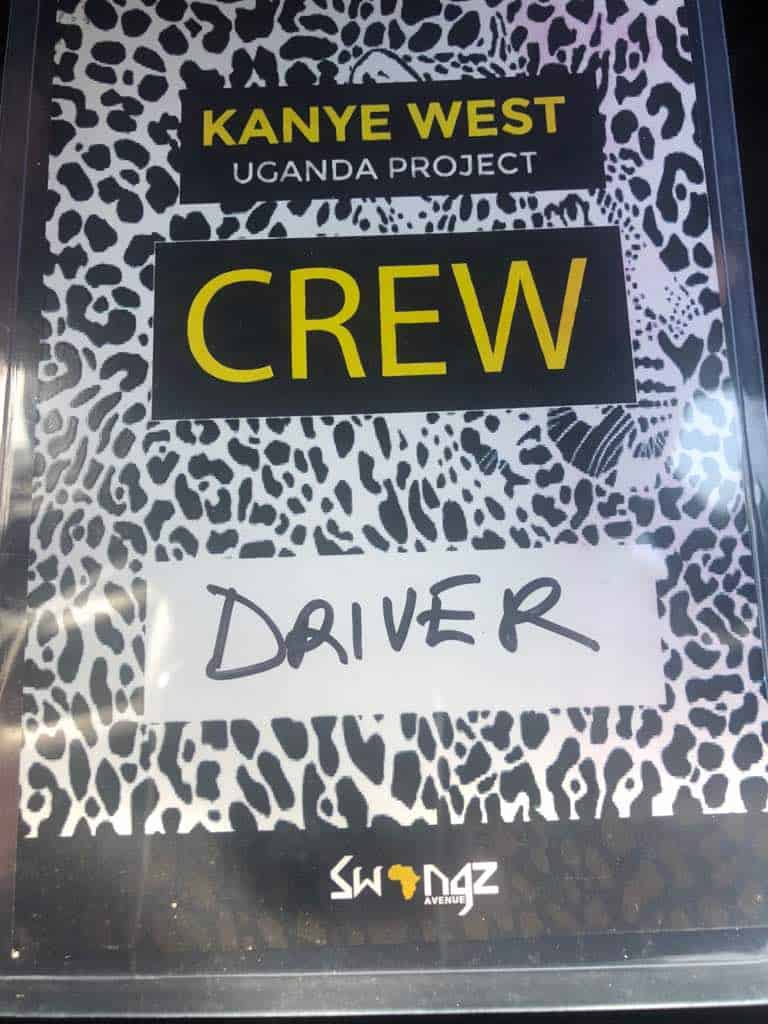 KANYE WEST
UGANDA PROJECT
CREW
DRIVER
Swangz
AVENUE